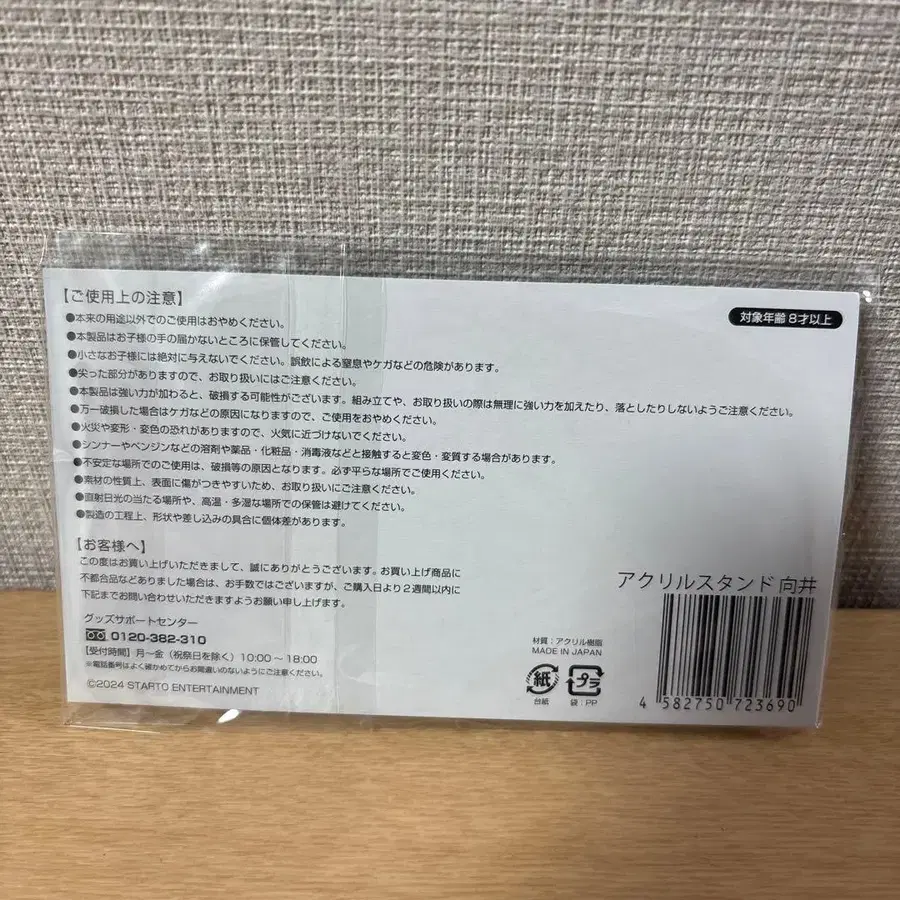 【ご使用上の注意】
対象年齢8才以上
●本来の用途以外でのご使用はおやめください。
●本製品はお子様の手の届かないところに保管してください。
●小さなお子様には絶対に与えないでください。誤飲による窒息やケガなどの危険があります。
●尖った部分がありますので、お取り扱いにはご注意ください。
●本製品は強い力が加わると、破損する可能性がございます。組み立てや、お取り扱いの際は無理に強い力を加えたり、落としたりしないようご注意ください。
●万一破損した場合はケガなどの原因になりますので、ご使用をおやめください。
●火災や変形・変色の恐れがありますので、火気に近づけないでください。
●シンナーやベンジンなどの溶剤や薬品・化粧品・消毒液などと接触すると変色・変質する場合があります。
●不安定な場所でのご使用は、破損等の原因となります。必ず平らな場所でご使用ください。
●素材の性質上、表面に傷がつきやすいため、お取り扱いにご注意ください。
●直射日光の当たる場所や、高温・多湿な場所での保管は避けてください。
●製造の工程上、形状や差し込みの具合に個体差があります。
【お客様へ】
この度はお買い上げいただきまして、誠にありがとうございます。お買い上げ商品に
不都合品などありました場合は、お手数ではございますが、ご購入日より2週間以内に
下記までお問い合わせいただきますようお願い申し上げます。
グッズサポートセンター
0120-382-310
【受付時間】月〜金（祝祭日を除く）10:00〜18:00
※電話番号はよく確かめてからお間違いのないようにご注意ください。
©2024 STARTO ENTERTAINMENT
材質：アクリル樹脂
MADE IN JAPAN
紙
台紙
プラ
袋：PP
アクリルスタンド 向井
4 582750 723690